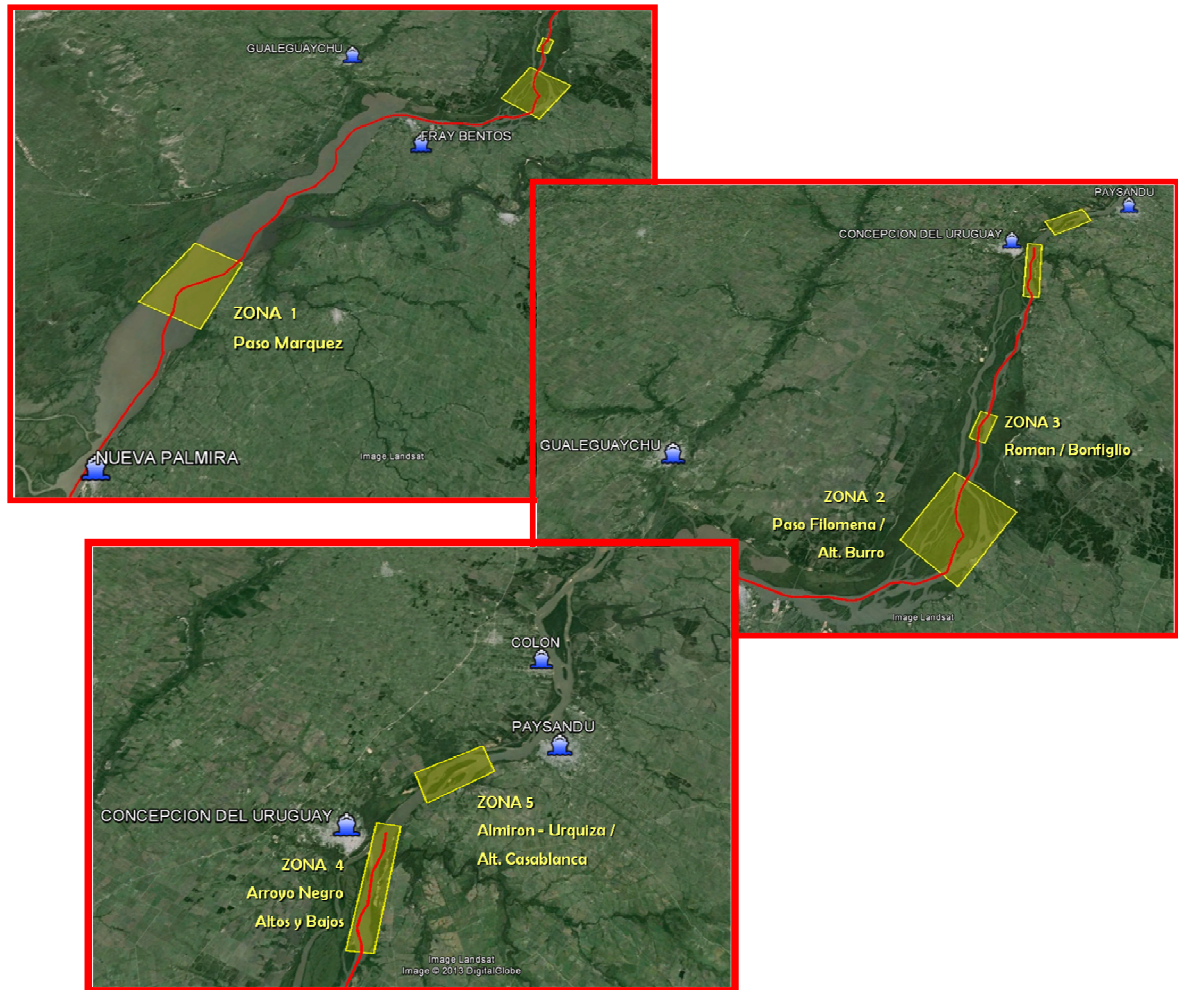 GUALEGUAYCHU
FRAY BENTOS
ZONA 1
Paso Marquez
NUEVA PALMIRA
Image Landsat
PAYSANDU
CONCEPCION DEL URUGUAY
GUALEGUAYCHU
ZONA 3
Roman / Bonfiglio
ZONA 2
Paso Filomena /
Alt. Burro
Image Landsat
COLON
PAYSANDU
CONCEPCION DEL URUGUAY
ZONA 5
Almiron - Urquiza /
Alt. Casablanca
ZONA 4
Arroyo Negro
Altos y Bajos
Image Landsat
Image © 2013 DigitalGlobe